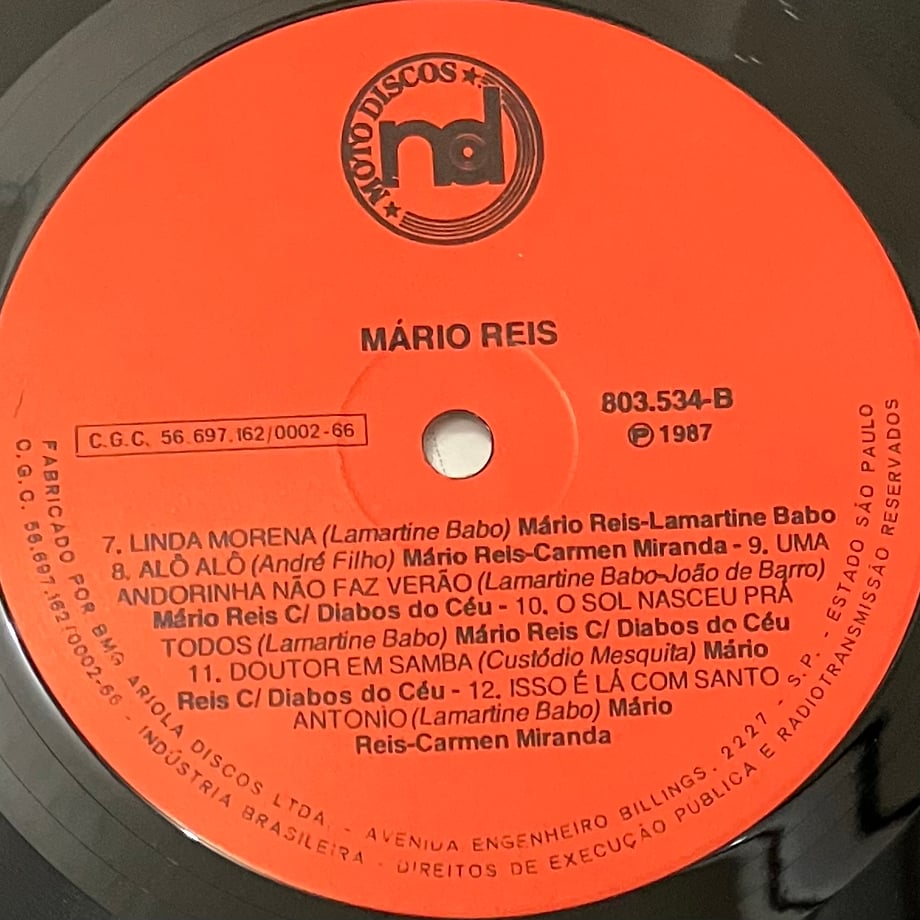 ★ MOTO DISCOS ★
md
MÁRIO REIS
803.534-B
C.G.C. 56.697.162/0002-66
Ⓟ 1987
7. LINDA MORENA (Lamartine Babo) Mário Reis-Lamartine Babo
8. ALÔ ALÔ (André Filho) Mário Reis-Carmen Miranda - 9. UMA
ANDORINHA NÃO FAZ VERÃO (Lamartine Babo-João de Barro)
Mário Reis C/ Diabos do Céu - 10. O SOL NASCEU PRÁ
TODOS (Lamartine Babo) Mário Reis C/ Diabos do Céu
11. DOUTOR EM SAMBA (Custódio Mesquita) Mário
Reis C/ Diabos do Céu - 12. ISSO É LÁ COM SANTO
ANTONIO (Lamartine Babo) Mário
Reis-Carmen Miranda
FABRICADO POR BMG ARIOLA DISCOS LTDA. - AVENIDA ENGENHEIRO BILLINGS, 2227 - S.P. - ESTADO SÃO PAULO
C.G.C. 56.697.162/0002-66 - INDÚSTRIA BRASILEIRA - DIREITOS DE EXECUÇÃO PÚBLICA E RADIOTRANSMISSÃO RESERVADOS